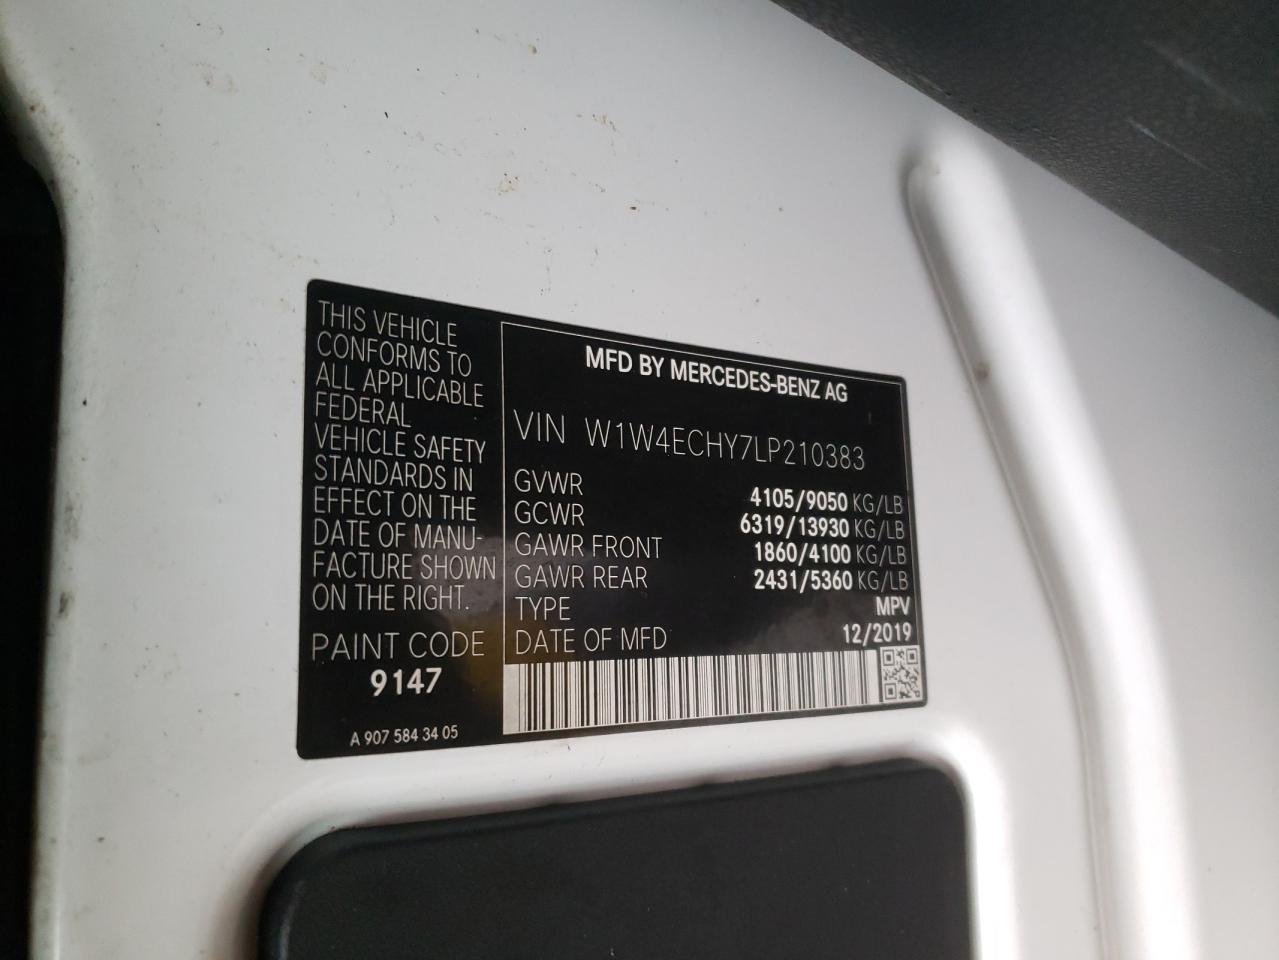 THIS VEHICLE
CONFORMS TO
ALL APPLICABLE
FEDERAL
VEHICLE SAFETY
STANDARDS IN
EFFECT ON THE
DATE OF MANU-
FACTURE SHOWN
ON THE RIGHT.
PAINT CODE
9147
A 907 584 34 05
MFD BY MERCEDES-BENZ AG
VIN W1W4ECHY7LP210383
GVWR 4105/9050 KG/LB
GCWR 6319/13930 KG/LB
GAWR FRONT 1860/4100 KG/LB
GAWR REAR 2431/5360 KG/LB
TYPE MPV
DATE OF MFD 12/2019